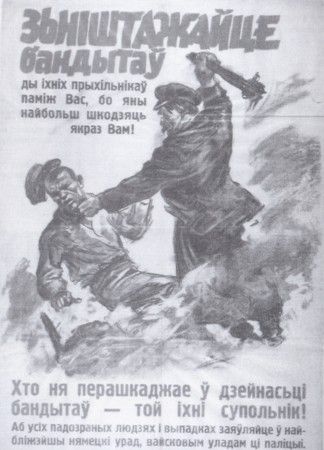 ЗЬНІШТАЖАЙЦЕ
бандытаў
ды іхніх прыхільнікаў
паміж Вас, бо яны
найбольш шкодзяць
якраз Вам!
Хто ня перашкаджае ў дзейнасьці
бандытаў — той іхні супольнік!
Аб усіх падозраных людзях і выпадках заяўляйце ў най-
бліжэйшы нямецкі урад, вайсковым уладам ці паліцыі.